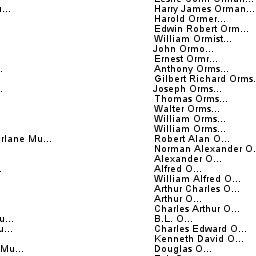 Harry James Orman...
Harold Ormer...
Edwin Robert Orm...
William Ormist...
John Ormo...
Ernest Ormr...
Anthony Orms...
Gilbert Richard Orms.
Joseph Orms...
Thomas Orms...
Walter Orms...
William Orms...
William Orms...
rlane Mu... Robert Alan O...
Norman Alexander O.
Alexander O...
Alfred O...
William Alfred O...
Arthur Charles O...
Arthur O...
Charles Arthur O...
u... B.L. O...
u... Charles Edward O...
Kenneth David O...
Mu... Douglas O...